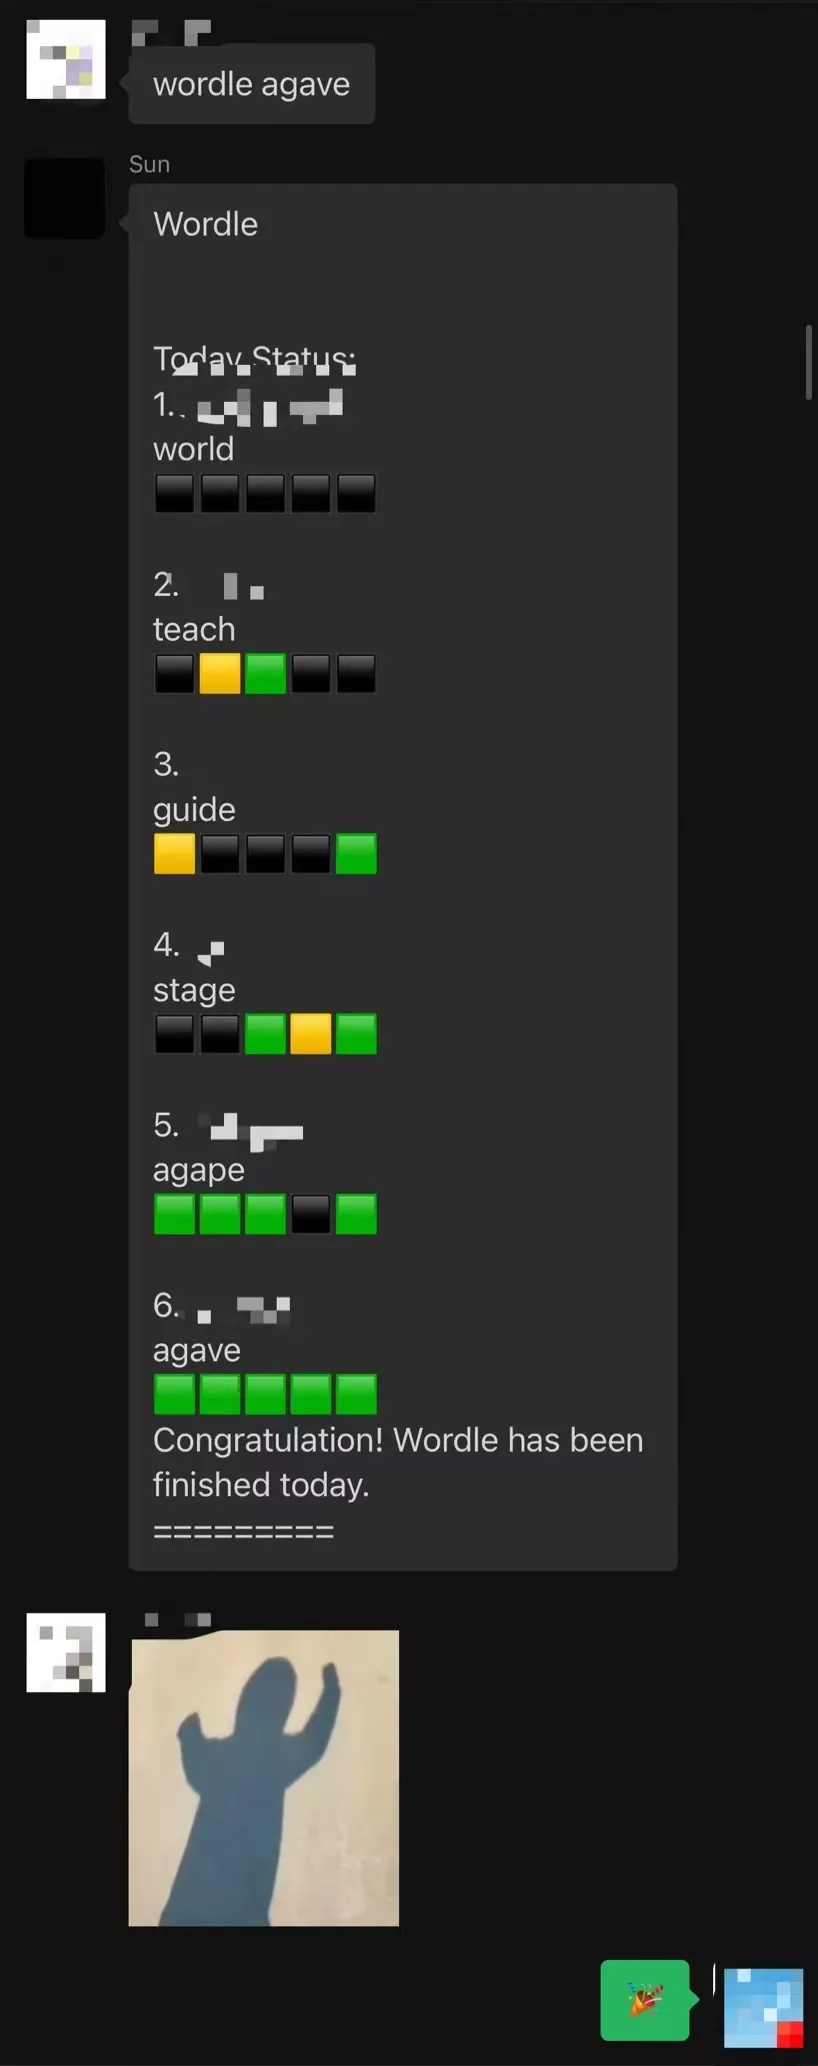 wordle agave
Sun
Wordle
Today Status:
1.
world
2.
teach
3.
guide
4.
stage
5.
agape
6.
agave
Congratulation! Wordle has been
finished today.
=========